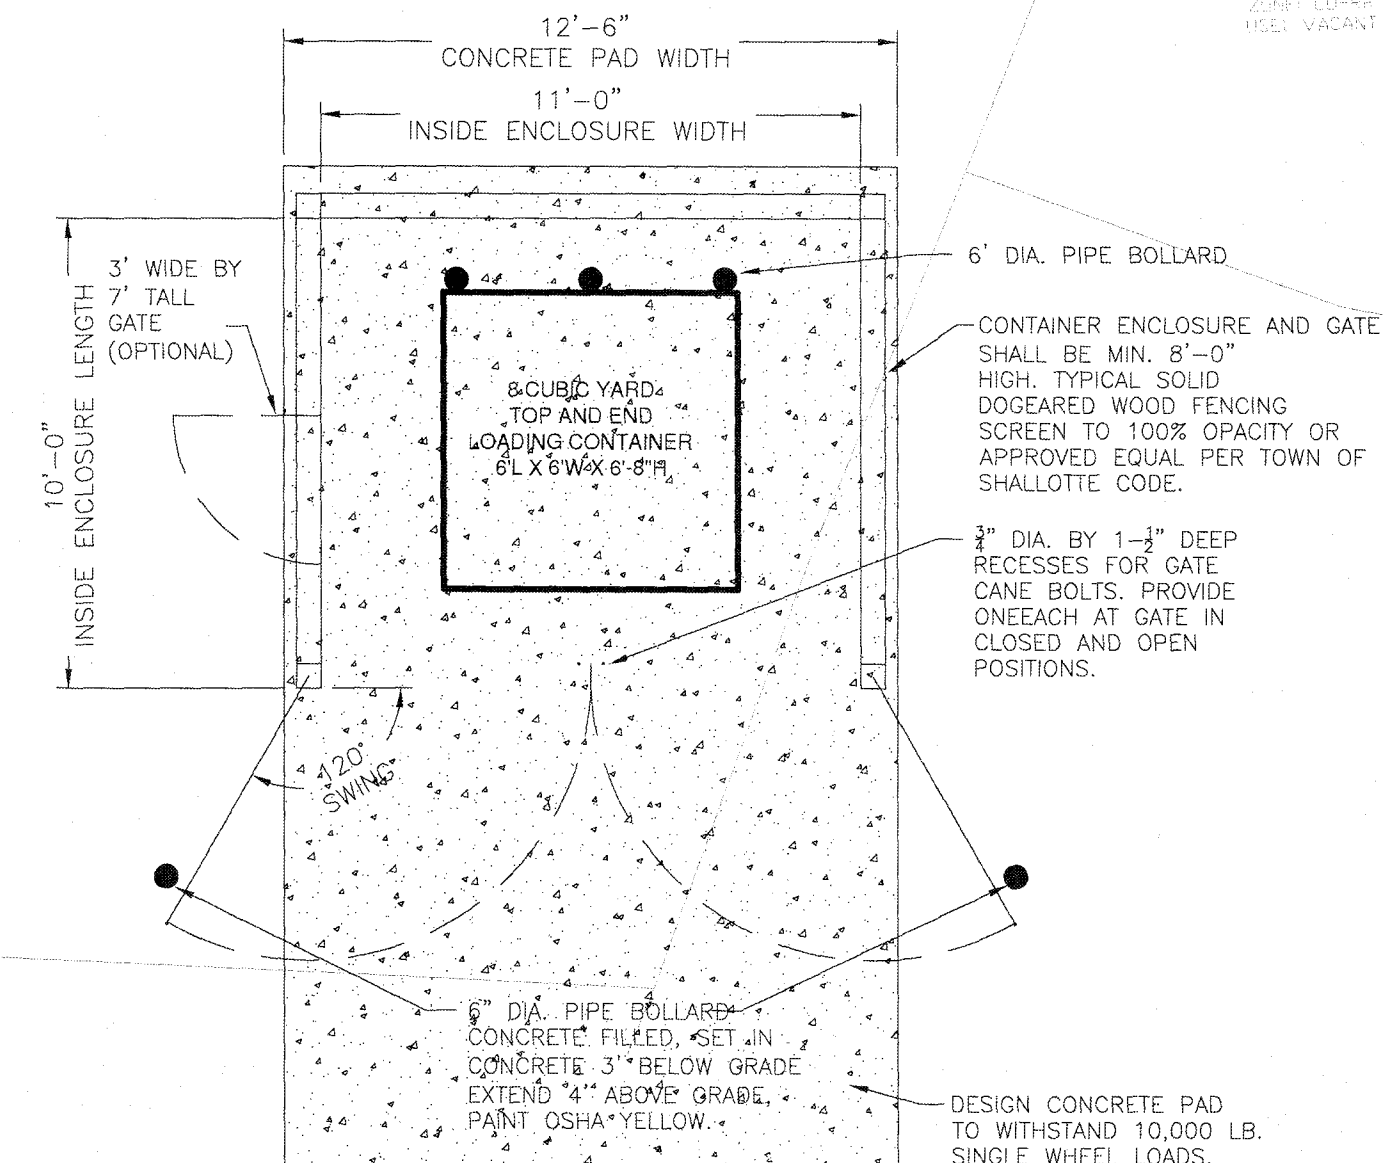 12'-6"
CONCRETE PAD WIDTH
11'-0"
INSIDE ENCLOSURE WIDTH
USE: VACANT
3' WIDE BY
7' TALL
GATE
(OPTIONAL)
10'-0"
INSIDE ENCLOSURE LENGTH
6' DIA. PIPE BOLLARD
CONTAINER ENCLOSURE AND GATE
SHALL BE MIN. 8'-0"
HIGH. TYPICAL SOLID
DOGEARED WOOD FENCING
SCREEN TO 100% OPACITY OR
APPROVED EQUAL PER TOWN OF
SHALLOTTE CODE.
8 CUBIC YARD
TOP AND END
LOADING CONTAINER
6'L X 6'W X 6'-8"H
3/4" DIA. BY 1-1/2" DEEP
RECESSES FOR GATE
CANE BOLTS. PROVIDE
ONEEACH AT GATE IN
CLOSED AND OPEN
POSITIONS.
120°
SWING
6" DIA. PIPE BOLLARD
CONCRETE FILLED, SET IN
CONCRETE 3' BELOW GRADE
EXTEND 4' ABOVE GRADE,
PAINT OSHA YELLOW.
DESIGN CONCRETE PAD
TO WITHSTAND 10,000 LB.
SINGLE WHEEL LOADS.